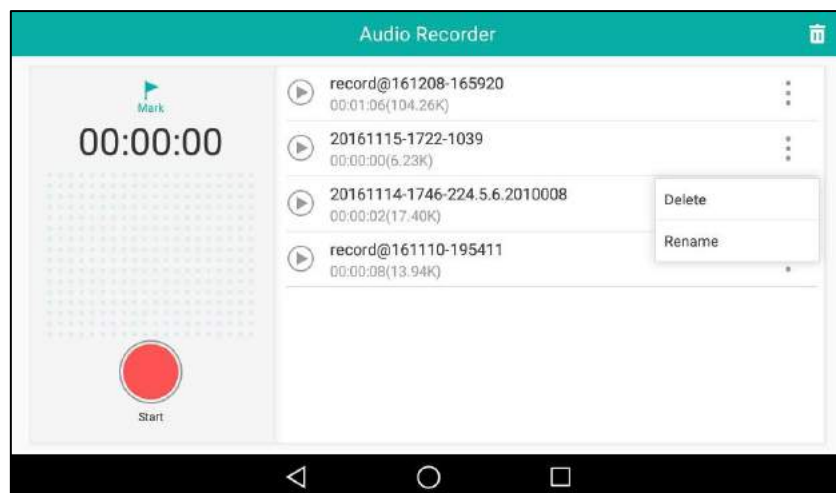 Audio Recorder
Mark
00:00:00
Start
record@161208-165920
00:01:06(104.26K)
20161115-1722-1039
00:00:00(6.23K)
20161114-1746-224.5.6.2010008
00:00:02(17.40K)
record@161110-195411
00:00:08(13.94K)
Delete
Rename